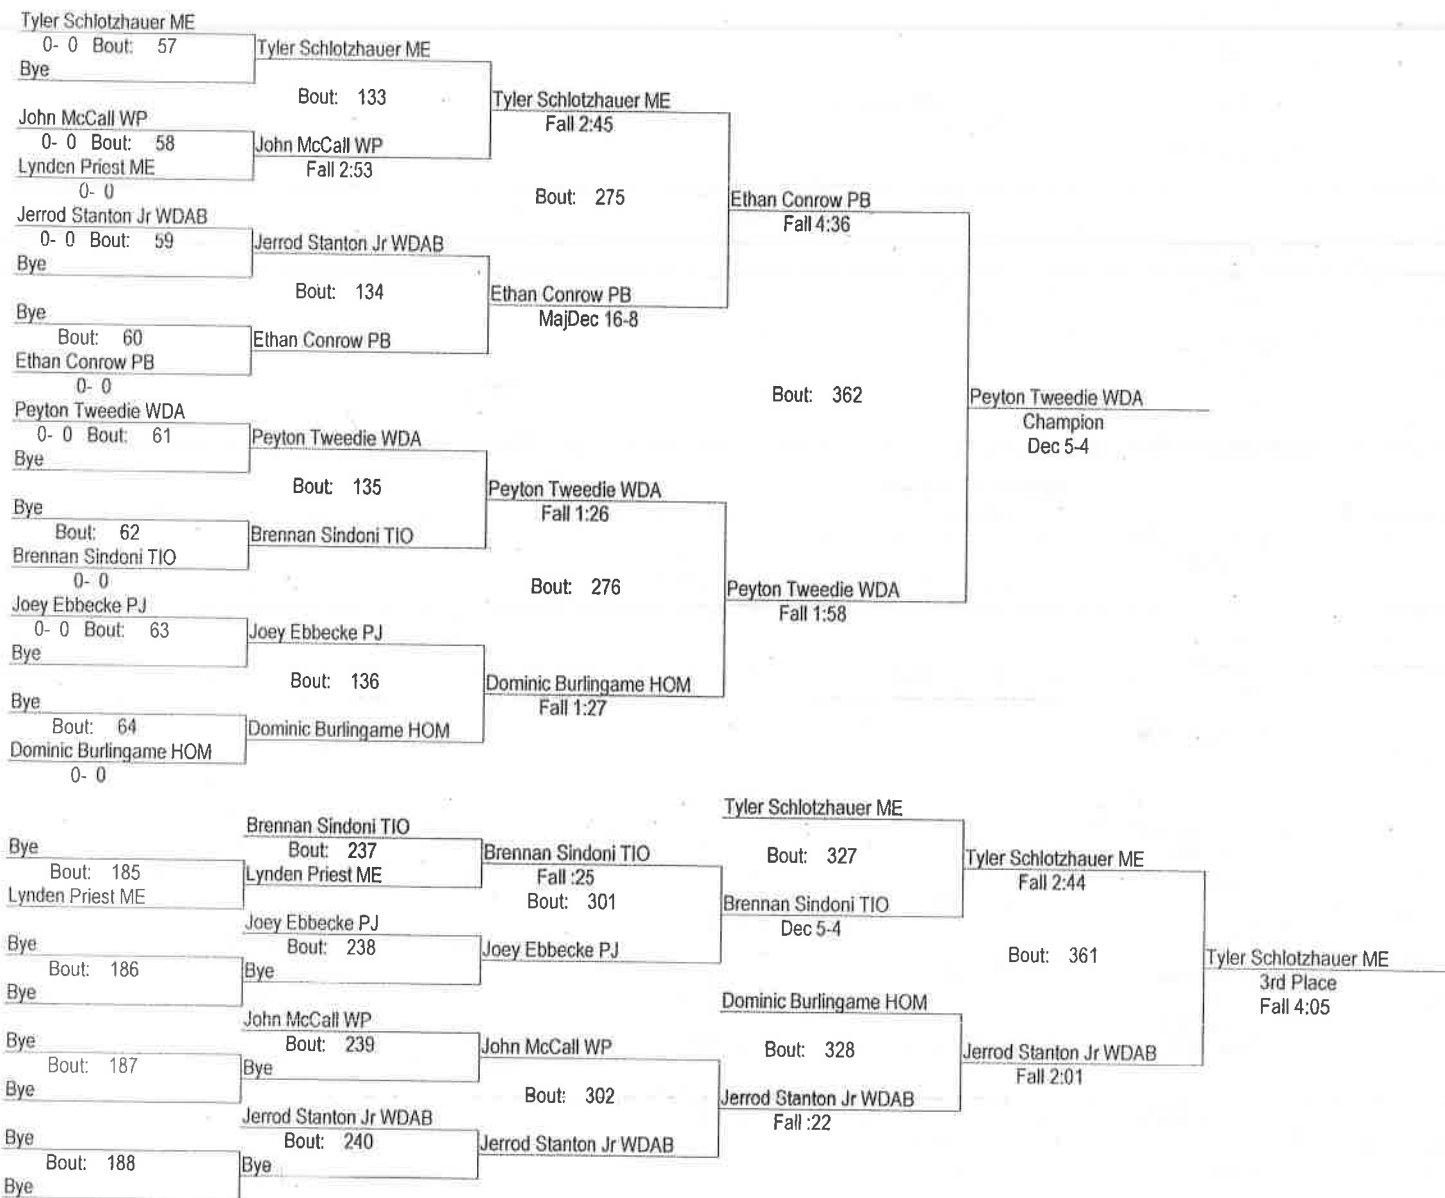 Tyler Schlotzhauer ME
0- 0 Bout: 57
Bye
Tyler Schlotzhauer ME
Bout: 133
John McCall WP
0- 0 Bout: 58
Lynden Priest ME
0- 0
John McCall WP
Fall 2:53
Tyler Schlotzhauer ME
Fall 2:45
Bout: 275
Jerrod Stanton Jr WDAB
0- 0 Bout: 59
Bye
Jerrod Stanton Jr WDAB
Bout: 134
Bye
Bout: 60
Ethan Conrow PB
0- 0
Ethan Conrow PB
Ethan Conrow PB
MajDec 16-8
Ethan Conrow PB
Fall 4:36
Bout: 362
Peyton Tweedie WDA
0- 0 Bout: 61
Bye
Peyton Tweedie WDA
Bout: 135
Bye
Bout: 62
Brennan Sindoni TIO
0- 0
Brennan Sindoni TIO
Peyton Tweedie WDA
Fall 1:26
Bout: 276
Joey Ebbecke PJ
0- 0 Bout: 63
Bye
Joey Ebbecke PJ
Bout: 136
Bye
Bout: 64
Dominic Burlingame HOM
0- 0
Dominic Burlingame HOM
Dominic Burlingame HOM
Fall 1:27
Peyton Tweedie WDA
Fall 1:58
Peyton Tweedie WDA
Champion
Dec 5-4
Bye
Bout: 185
Lynden Priest ME
Brennan Sindoni TIO
Bout: 237
Lynden Priest ME
Brennan Sindoni TIO
Fall :25
Bout: 301
Bye
Bout: 186
Bye
Joey Ebbecke PJ
Bout: 238
Bye
Joey Ebbecke PJ
Tyler Schlotzhauer ME
Bout: 327
Brennan Sindoni TIO
Dec 5-4
Tyler Schlotzhauer ME
Fall 2:44
Bout: 361
Bye
Bout: 187
Bye
John McCall WP
Bout: 239
Bye
John McCall WP
Bout: 302
Bye
Bout: 188
Bye
Jerrod Stanton Jr WDAB
Bout: 240
Bye
Jerrod Stanton Jr WDAB
Dominic Burlingame HOM
Bout: 328
Jerrod Stanton Jr WDAB
Fall :22
Jerrod Stanton Jr WDAB
Fall 2:01
Tyler Schlotzhauer ME
3rd Place
Fall 4:05